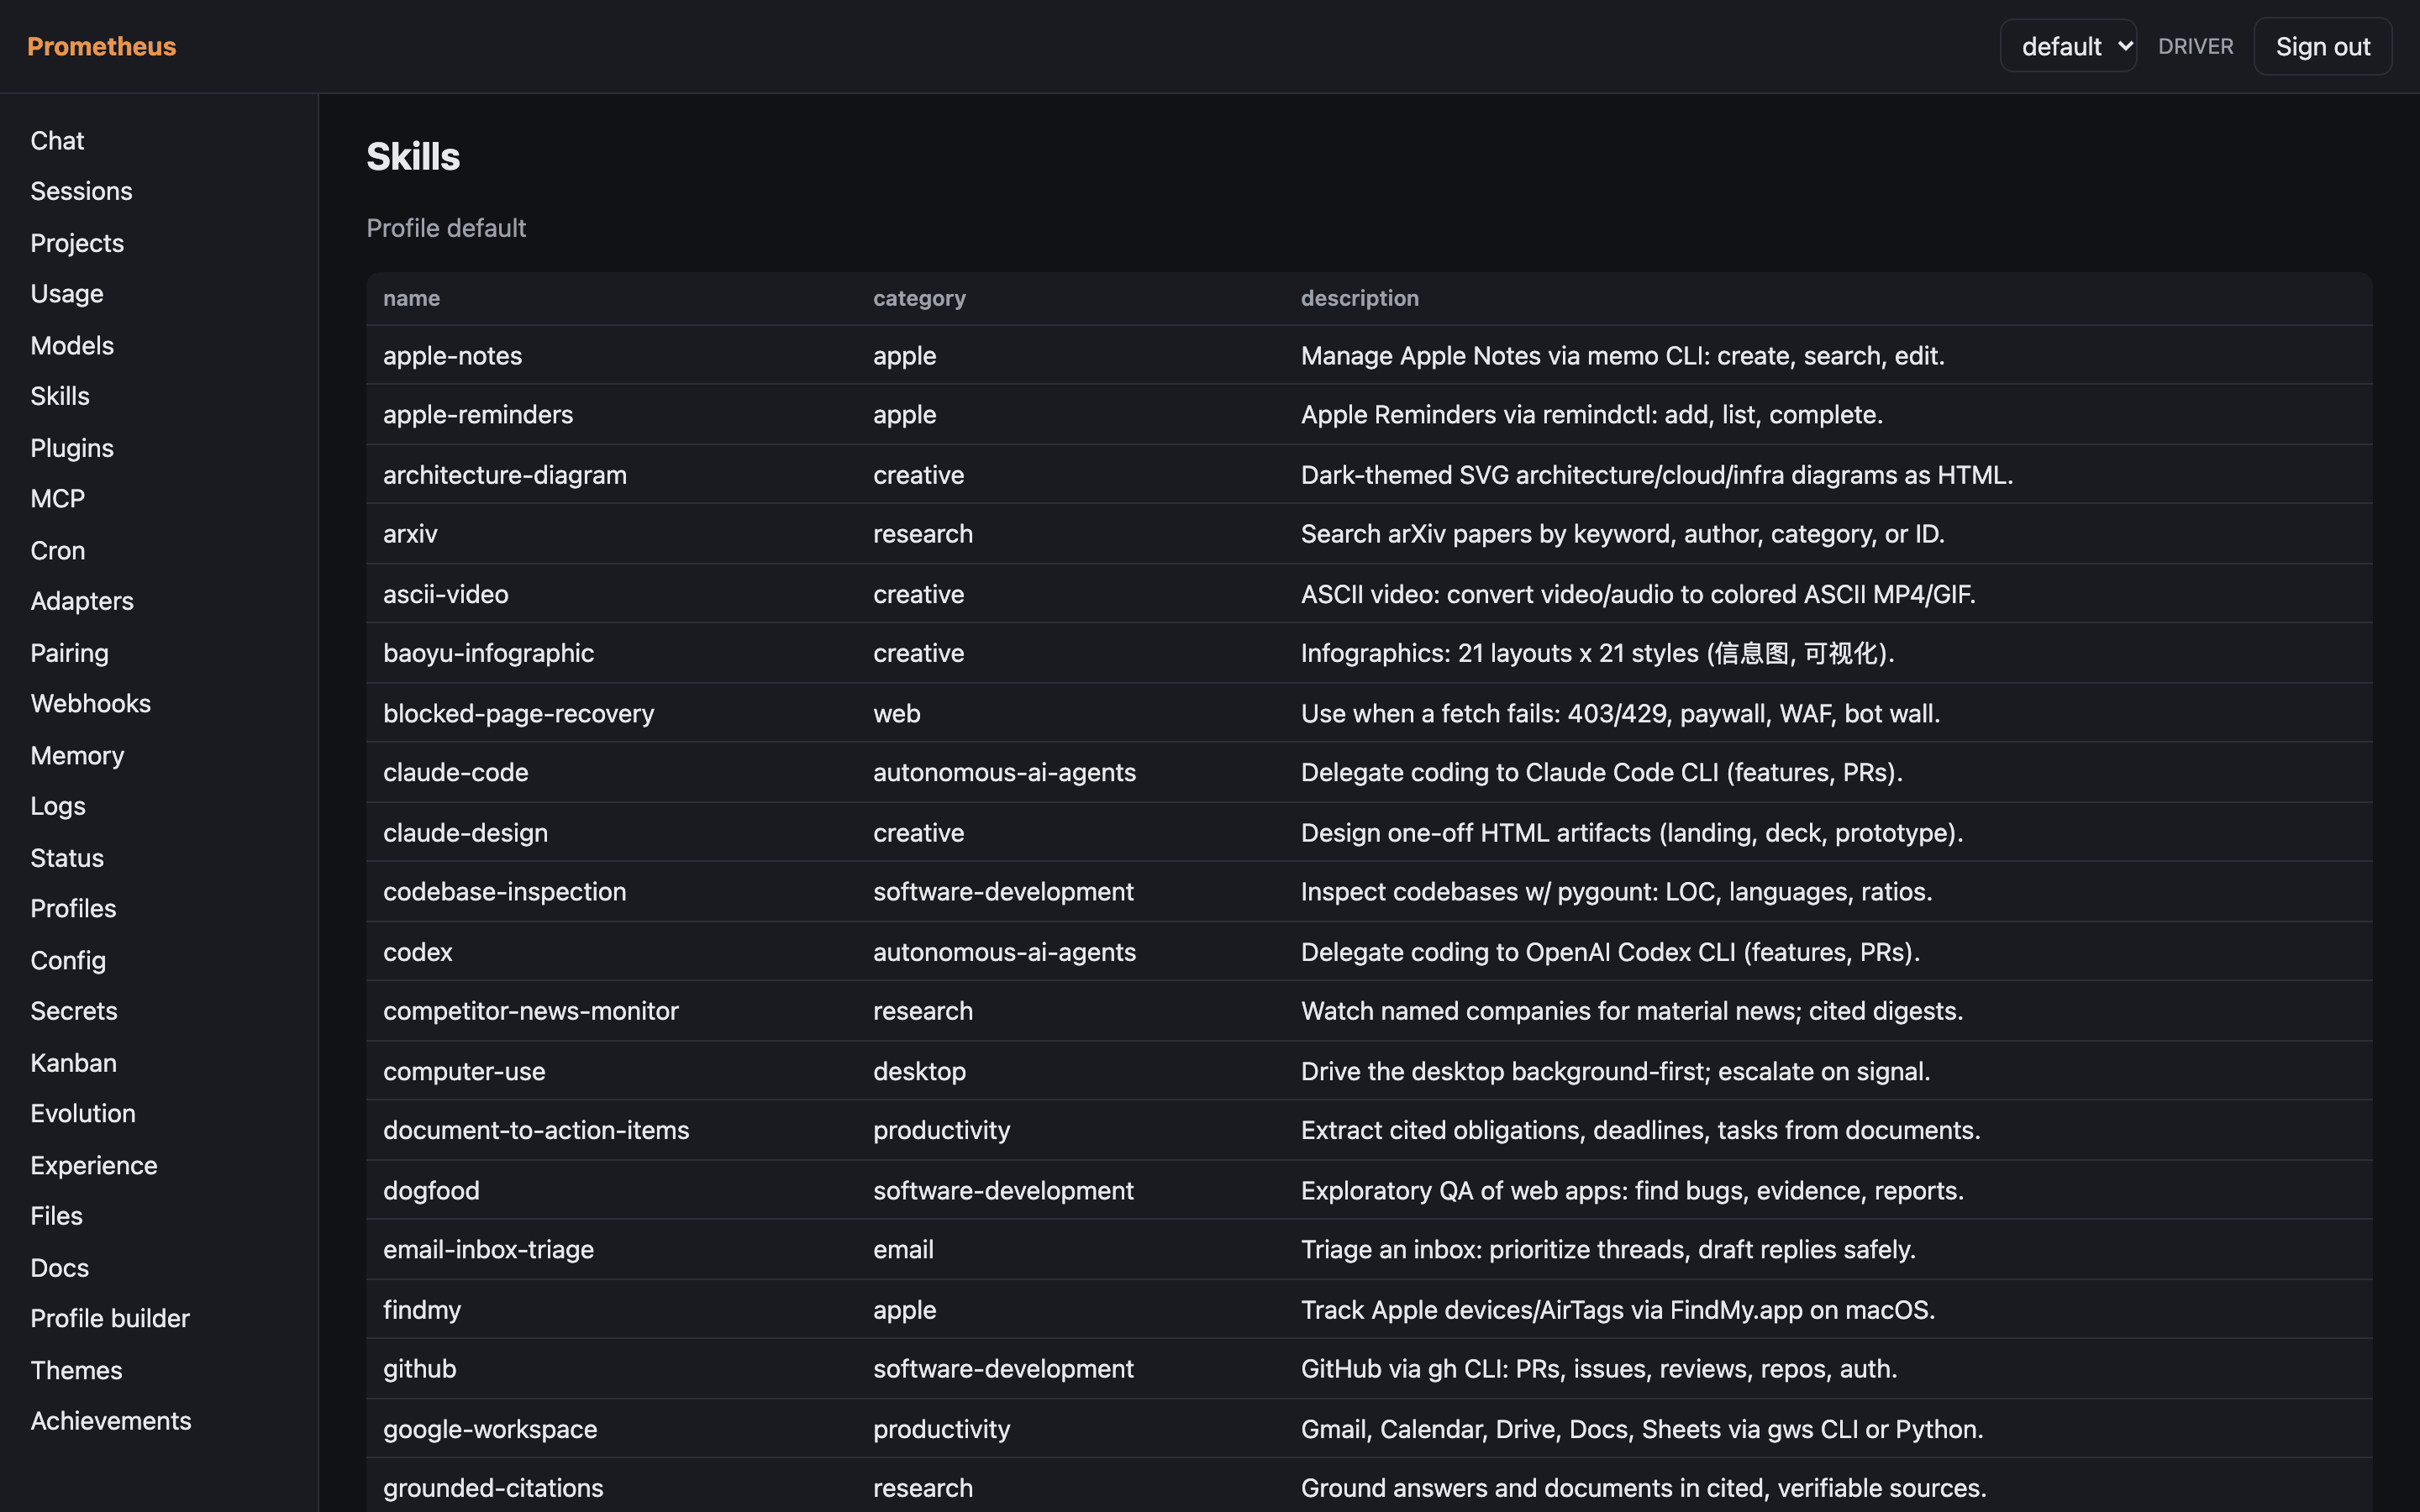 Prometheus
default
DRIVER
Sign out
Chat
Sessions
Projects
Usage
Models
Skills
Plugins
MCP
Cron
Adapters
Pairing
Webhooks
Memory
Logs
Status
Profiles
Config
Secrets
Kanban
Evolution
Experience
Files
Docs
Profile builder
Themes
Achievements
Skills
Profile default
name category description
apple-notes apple Manage Apple Notes via memo CLI: create, search, edit.
apple-reminders apple Apple Reminders via remindctl: add, list, complete.
architecture-diagram creative Dark-themed SVG architecture/cloud/infra diagrams as HTML.
arxiv research Search arXiv papers by keyword, author, category, or ID.
ascii-video creative ASCII video: convert video/audio to colored ASCII MP4/GIF.
baoyu-infographic creative Infographics: 21 layouts x 21 styles (信息图, 可视化).
blocked-page-recovery web Use when a fetch fails: 403/429, paywall, WAF, bot wall.
claude-code autonomous-ai-agents Delegate coding to Claude Code CLI (features, PRs).
claude-design creative Design one-off HTML artifacts (landing, deck, prototype).
codebase-inspection software-development Inspect codebases w/ pygount: LOC, languages, ratios.
codex autonomous-ai-agents Delegate coding to OpenAI Codex CLI (features, PRs).
competitor-news-monitor research Watch named companies for material news; cited digests.
computer-use desktop Drive the desktop background-first; escalate on signal.
document-to-action-items productivity Extract cited obligations, deadlines, tasks from documents.
dogfood software-development Exploratory QA of web apps: find bugs, evidence, reports.
email-inbox-triage email Triage an inbox: prioritize threads, draft replies safely.
findmy apple Track Apple devices/AirTags via FindMy.app on macOS.
github software-development GitHub via gh CLI: PRs, issues, reviews, repos, auth.
google-workspace productivity Gmail, Calendar, Drive, Docs, Sheets via gws CLI or Python.
grounded-citations research Ground answers and documents in cited, verifiable sources.